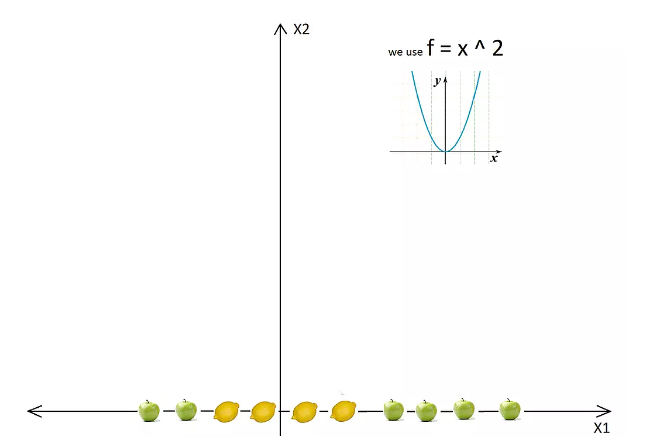 X2
we use f = x ^ 2
y
x
X1